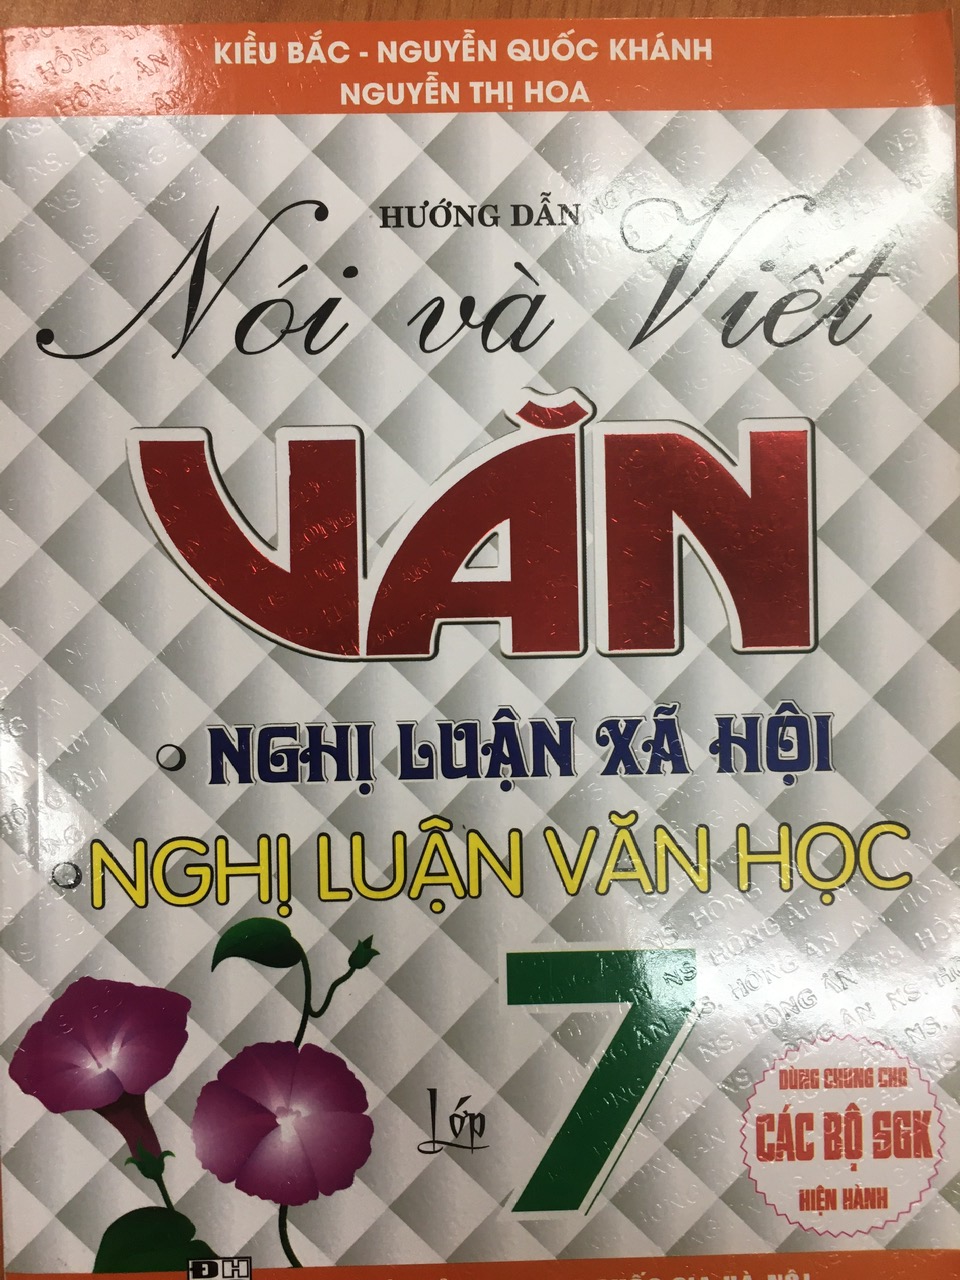 KIỀU BẮC - NGUYỄN QUỐC KHÁNH
NGUYỄN THỊ HOA
HƯỚNG DẪN
Nói và Viết
VĂN
NGHỊ LUẬN XÃ HỘI
NGHỊ LUẬN VĂN HỌC
Lớp 7
DÙNG CHUNG CHO
CÁC BỘ SGK
HIỆN HÀNH
ĐH